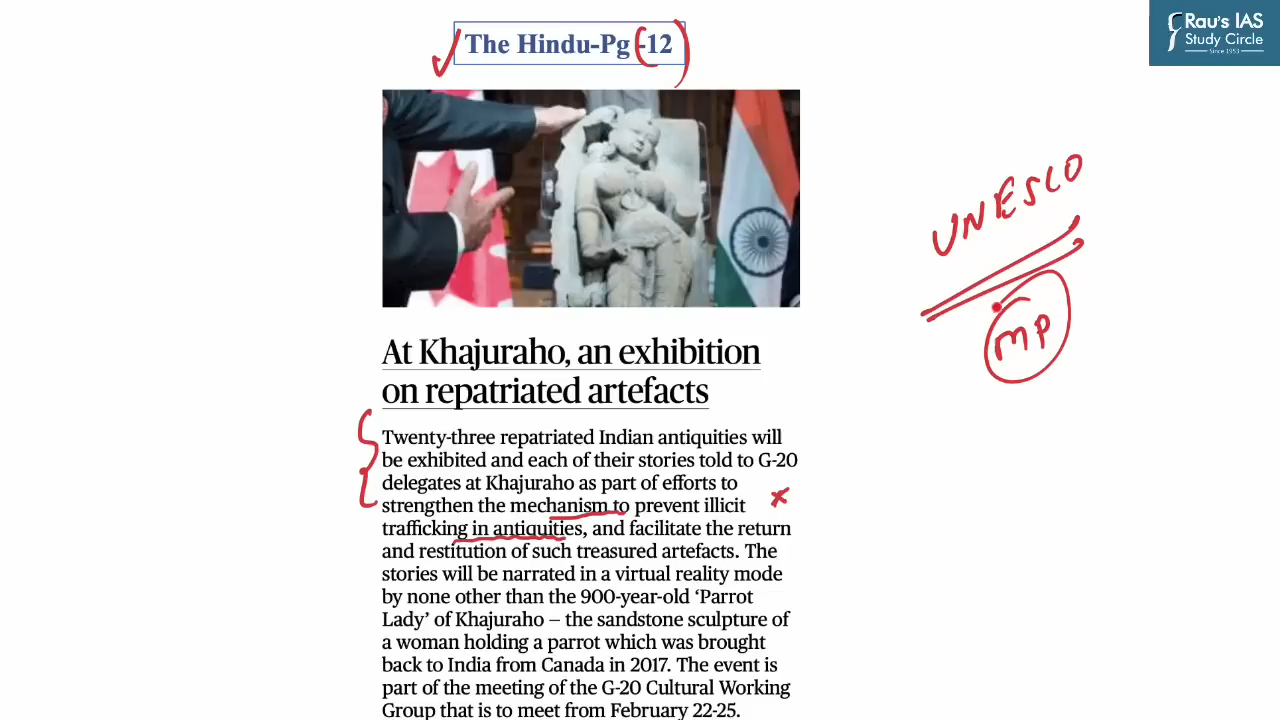 The Hindu-Pg -12
Rau's IAS
Study Circle
Since 1953
UNESCO
MP
At Khajuraho, an exhibition
on repatriated artefacts
Twenty-three repatriated Indian antiquities will
be exhibited and each of their stories told to G-20
delegates at Khajuraho as part of efforts to
strengthen the mechanism to prevent illicit
trafficking in antiquities, and facilitate the return
and restitution of such treasured artefacts. The
stories will be narrated in a virtual reality mode
by none other than the 900-year-old ‘Parrot
Lady’ of Khajuraho – the sandstone sculpture of
a woman holding a parrot which was brought
back to India from Canada in 2017. The event is
part of the meeting of the G-20 Cultural Working
Group that is to meet from February 22-25.